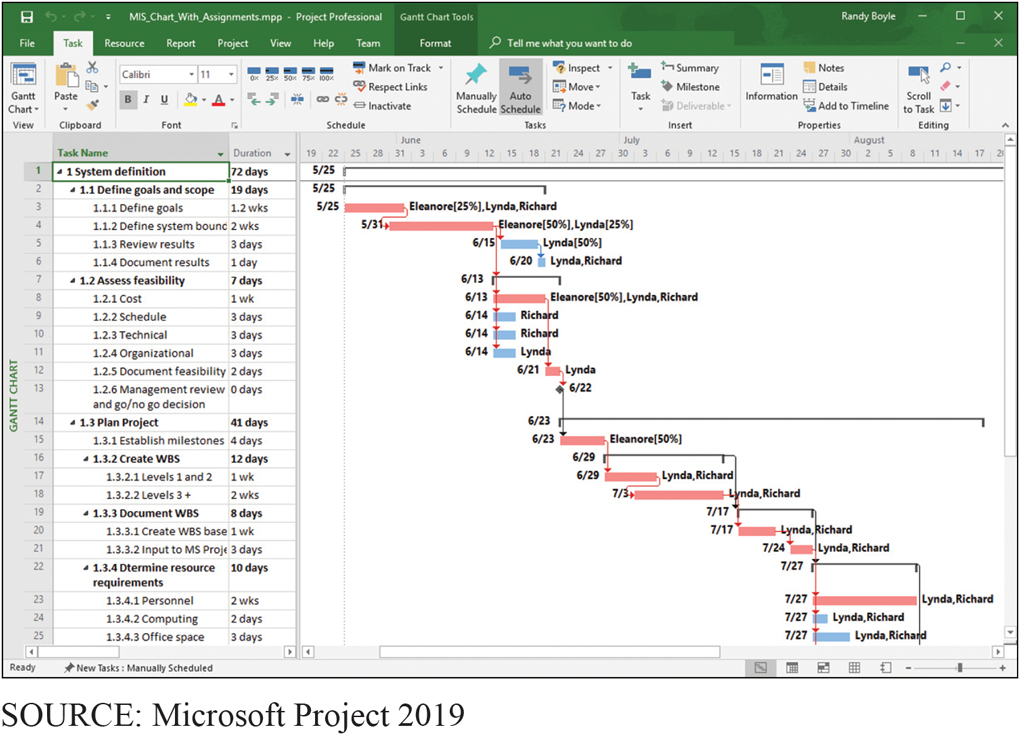 MIS_Chart_With_Assignments.mpp - Project Professional
Gantt Chart Tools
Randy Boyle
File Task Resource Report Project View Help Team Format Tell me what you want to do
Gantt Chart
View
Paste
Clipboard
Calibri 11
B I U A
Font
0% 25% 50% 75% 100%
Mark on Track
Respect Links
Inactivate
Schedule
Manually Schedule
Auto Schedule
Inspect
Move
Mode
Tasks
Task
Summary
Milestone
Deliverable
Insert
Information
Notes
Details
Add to Timeline
Properties
Scroll to Task
Editing
Task Name Duration
June July August
19 22 25 28 31 3 6 9 12 15 18 21 24 27 30 3 6 9 12 15 18 21 24 27 30 2 5 8 11 14 17 20
GANTT CHART
1 1 System definition 72 days 5/25
2 1.1 Define goals and scope 19 days 5/25
3 1.1.1 Define goals 1.2 wks 5/25 Eleanore[25%],Lynda,Richard
4 1.1.2 Define system bound 2 wks 5/31 Eleanore[50%],Lynda[25%]
5 1.1.3 Review results 3 days 6/15 Lynda[50%]
6 1.1.4 Document results 1 day 6/20 Lynda,Richard
7 1.2 Assess feasibility 7 days 6/13
8 1.2.1 Cost 1 wk 6/13 Eleanore[50%],Lynda,Richard
9 1.2.2 Schedule 3 days 6/14 Richard
10 1.2.3 Technical 3 days 6/14 Richard
11 1.2.4 Organizational 3 days 6/14 Lynda
12 1.2.5 Document feasibility 2 days 6/21 Lynda
13 1.2.6 Management review 0 days 6/22
and go/no go decision
14 1.3 Plan Project 41 days 6/23
15 1.3.1 Establish milestones 4 days 6/23 Eleanore[50%]
16 1.3.2 Create WBS 12 days 6/29
17 1.3.2.1 Levels 1 and 2 1 wk 6/29 Lynda,Richard
18 1.3.2.2 Levels 3 + 2 wks 7/3 Lynda,Richard
19 1.3.3 Document WBS 8 days 7/17
20 1.3.3.1 Create WBS base 1 wk 7/17 Lynda,Richard
21 1.3.3.2 Input to MS Proje 3 days 7/24 Lynda,Richard
22 1.3.4 Dtermine resource 10 days 7/27
requirements
23 1.3.4.1 Personnel 2 wks 7/27 Lynda,Richard
24 1.3.4.2 Computing 2 days 7/27 Lynda,Richard
25 1.3.4.3 Office space 3 days 7/27 Lynda,Richard
Ready New Tasks : Manually Scheduled
SOURCE: Microsoft Project 2019